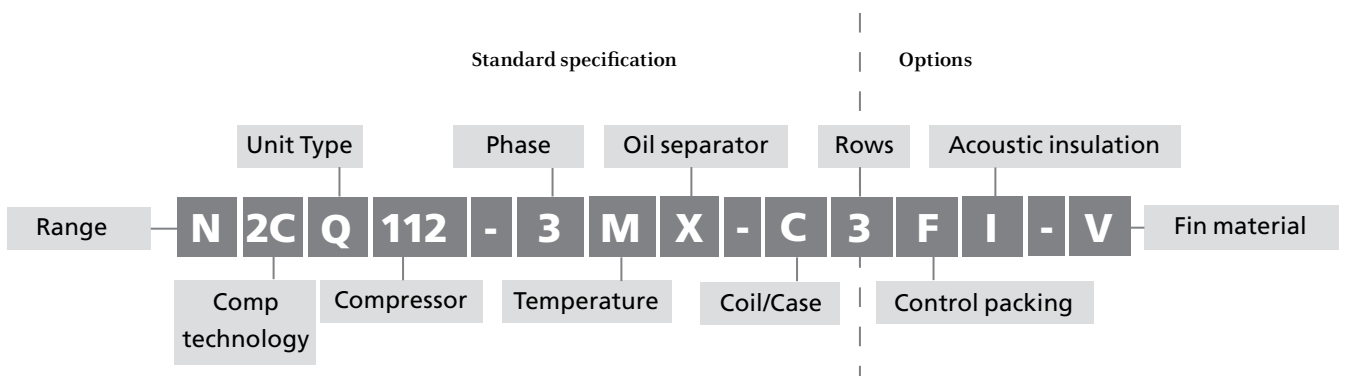 Standard specification
Options
Unit Type
Phase
Oil separator
Rows
Acoustic insulation
Range
N 2C Q 112 - 3 M X - C 3 F I - V
Fin material
Comp
technology
Compressor
Temperature
Coil/Case
Control packing